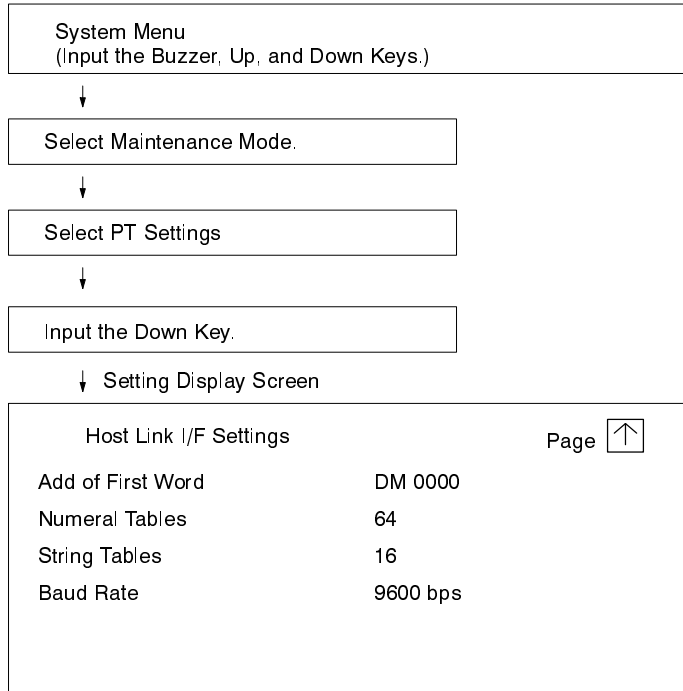 System Menu
(Input the Buzzer, Up, and Down Keys.)
Select Maintenance Mode.
Select PT Settings
Input the Down Key.
Setting Display Screen
Host Link I/F Settings Page
Add of First Word DM 0000
Numeral Tables 64
String Tables 16
Baud Rate 9600 bps